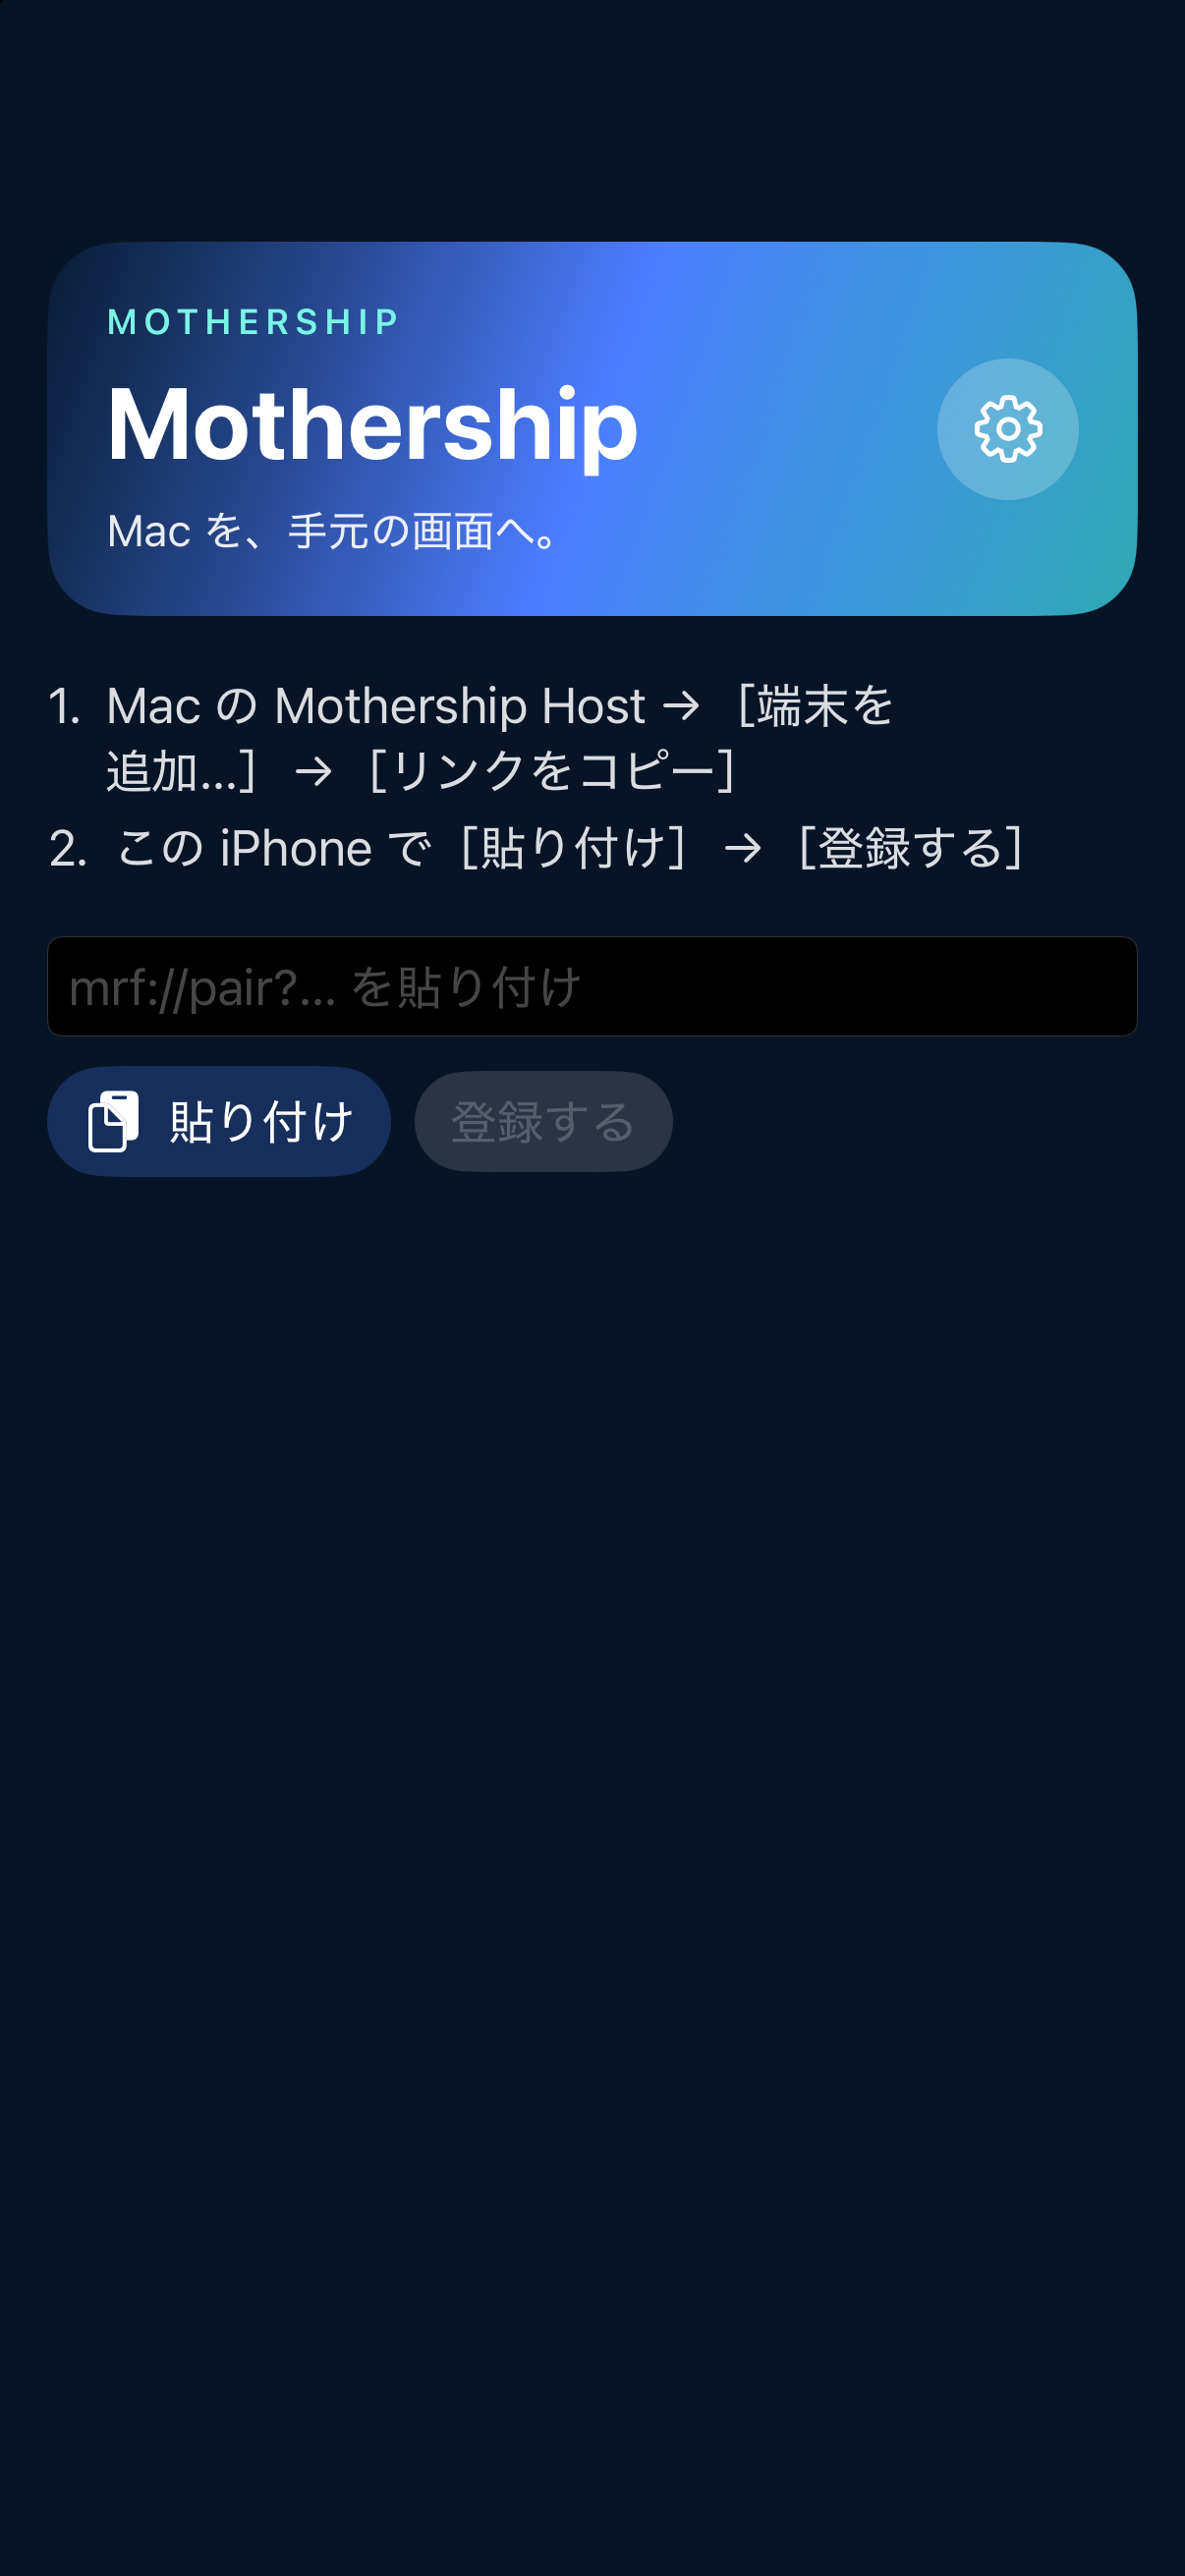 MOTHERSHIP
Mothership
Mac を、手元の画面へ。
1. Mac の Mothership Host → ［端末を
追加...］ → ［リンクをコピー］
2. この iPhone で［貼り付け］ → ［登録する］
mrf://pair?... を貼り付け
貼り付け
登録する